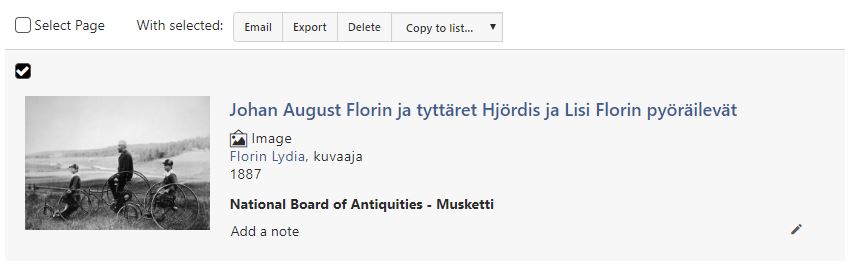 Select Page With selected: Email Export Delete Copy to list...
Johan August Florin ja tyttäret Hjördis ja Lisi Florin pyöräilevät
Image
Florin Lydia, kuvaaja
1887
National Board of Antiquities - Musketti
Add a note